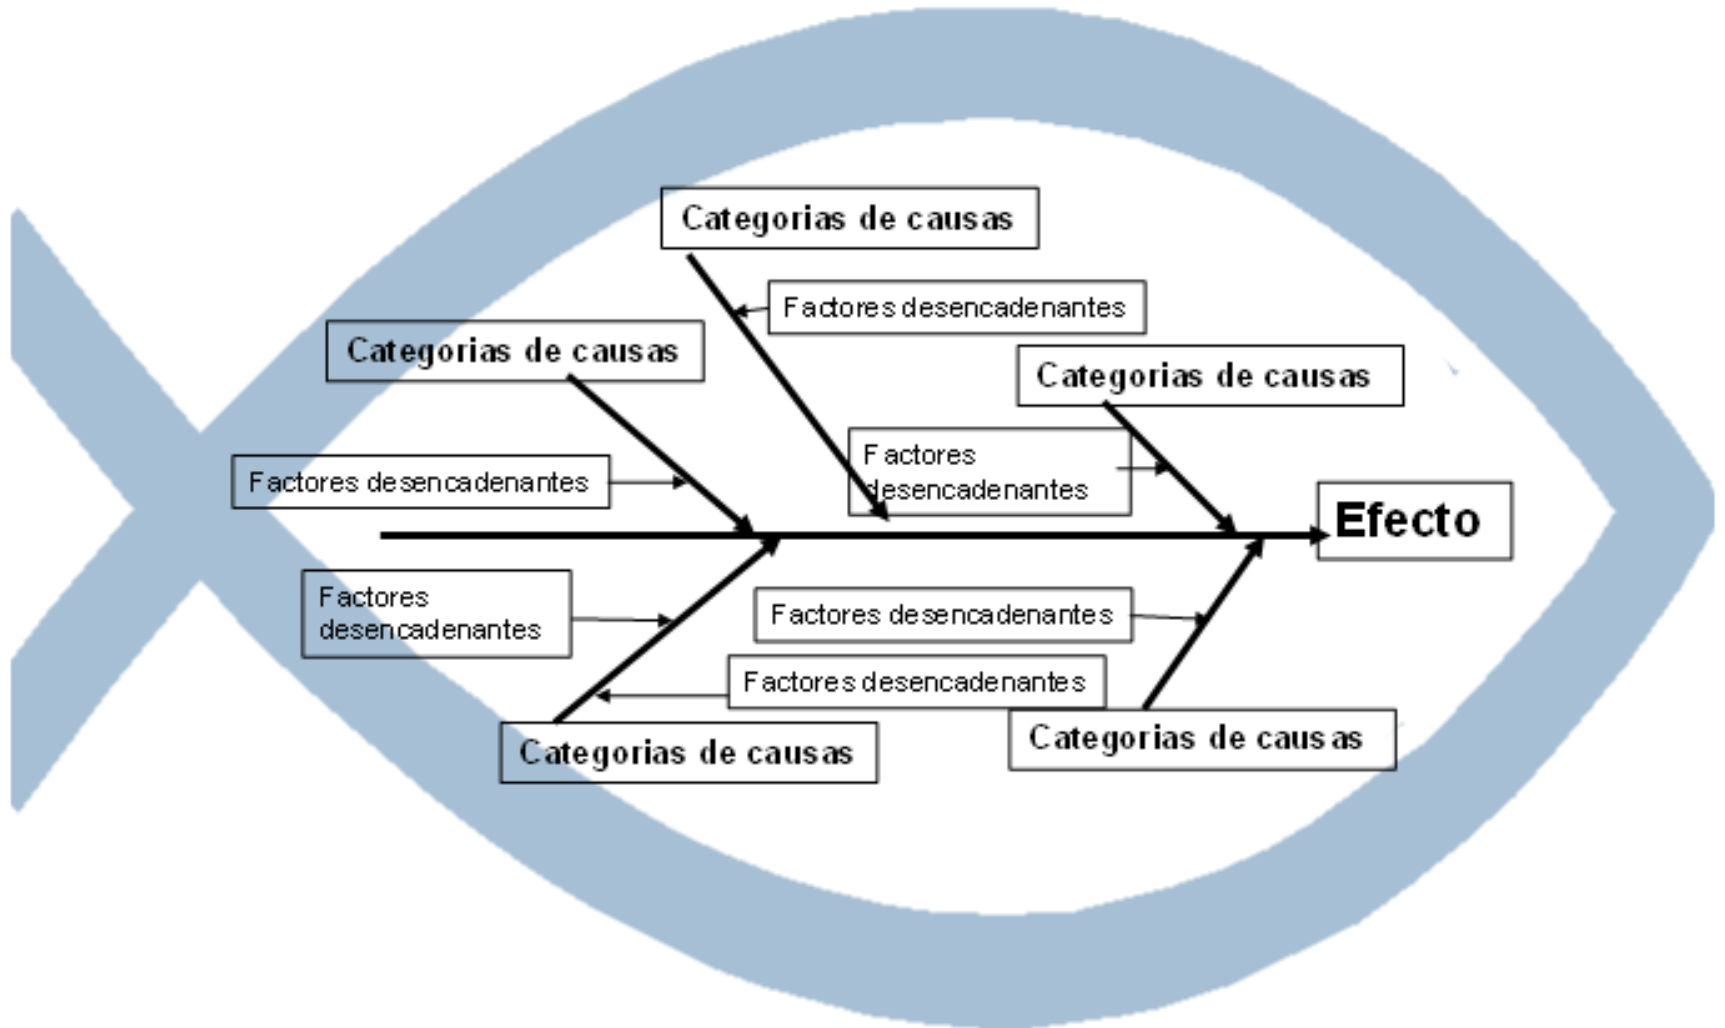 Categorias de causas
Factores desencadenantes
Categorias de causas
Categorias de causas
Factores
desencadenantes
Factores desencadenantes
Efecto
Factores
desencadenantes
Factores desencadenantes
Factores desencadenantes
Categorias de causas
Categorias de causas